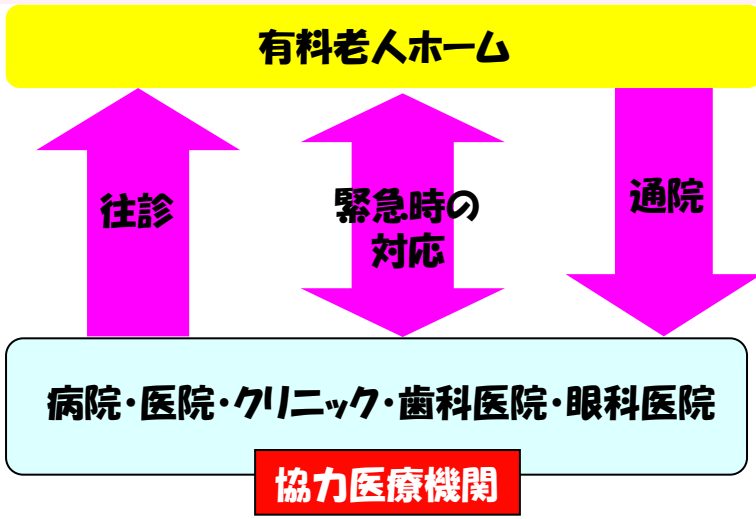 有料老人ホーム
往診
緊急時の
対応
通院
病院・医院・クリニック・歯科医院・眼科医院
協力医療機関